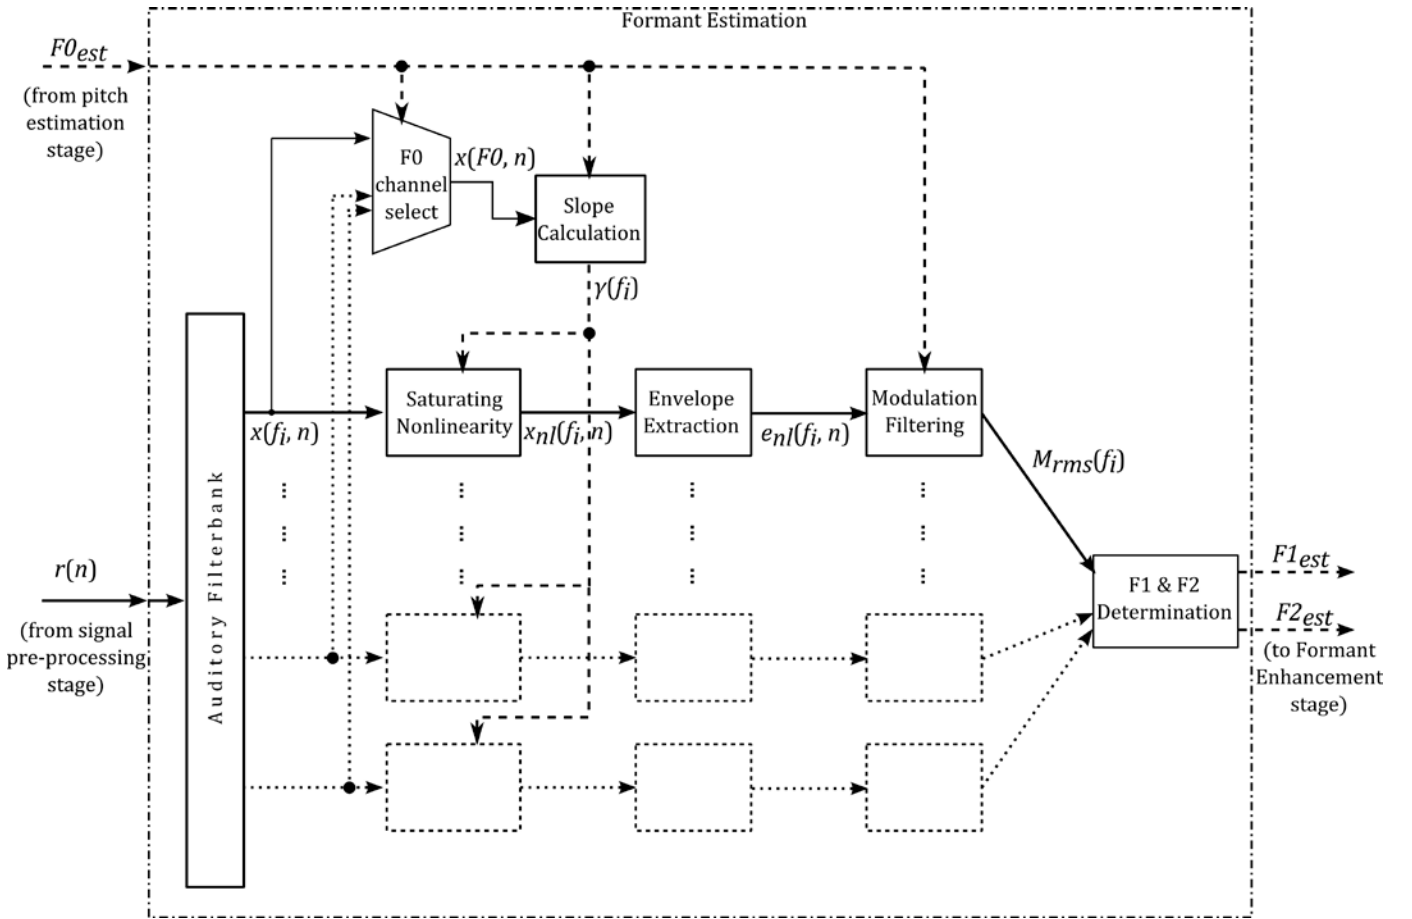 Formant Estimation
F0est
(from pitch
estimation
stage)
F0
channel
select
x(F0, n)
Slope
Calculation
γ(fi)
Saturating
Nonlinearity
Envelope
Extraction
Modulation
Filtering
x(fi, n)
xnl(fi, n)
enl(fi, n)
Mrms(fi)
Auditory Filterbank
r(n)
(from signal
pre-processing
stage)
F1 & F2
Determination
F1est
F2est
(to Formant
Enhancement
stage)